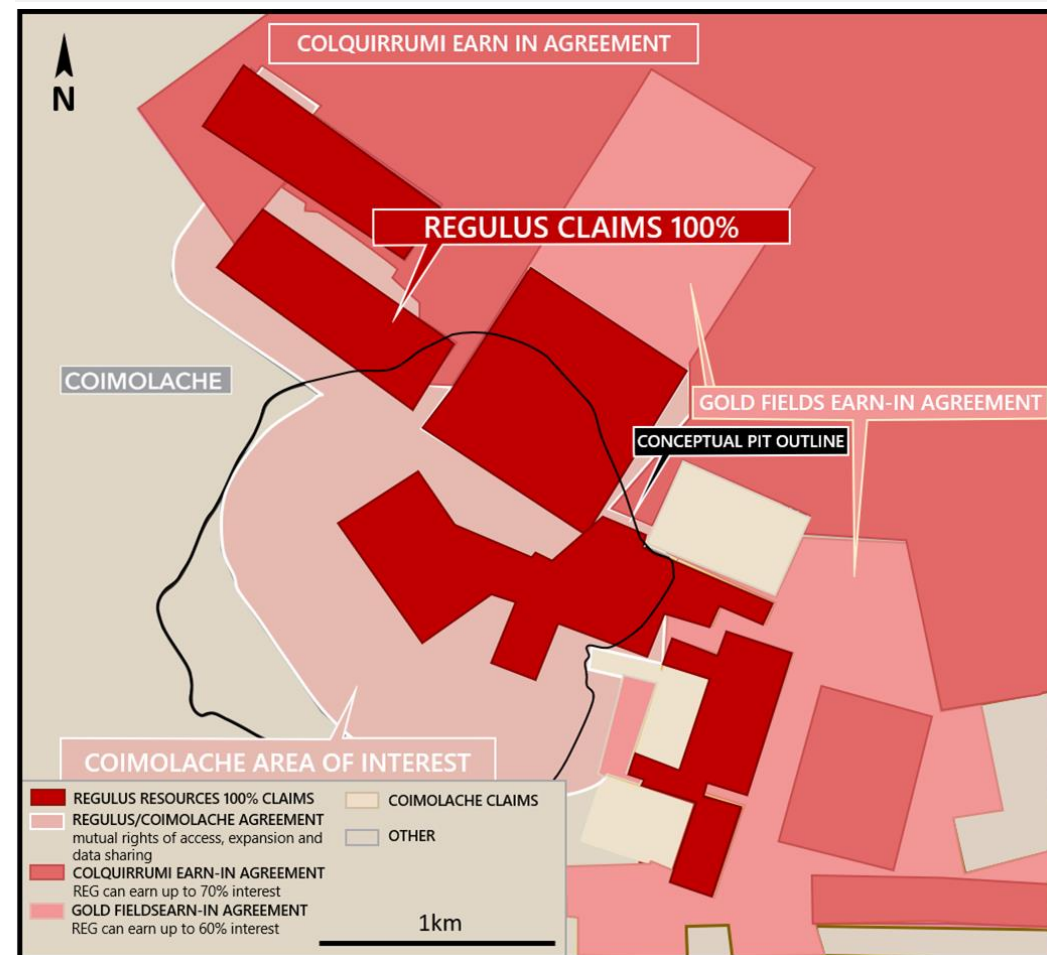 COLQUIRRUMI EARN IN AGREEMENT
N
REGULUS CLAIMS 100%
COIMOLACHE
GOLD FIELDS EARN-IN AGREEMENT
CONCEPTUAL PIT OUTLINE
COIMOLACHE AREA OF INTEREST
REGULUS RESOURCES 100% CLAIMS
REGULUS/COIMOLACHE AGREEMENT
mutual rights of access, expansion and
data sharing
COLQUIRRUMI EARN-IN AGREEMENT
REG can earn up to 70% interest
GOLD FIELDSEARN-IN AGREEMENT
REG can earn up to 60% interest
COIMOLACHE CLAIMS
OTHER
1km